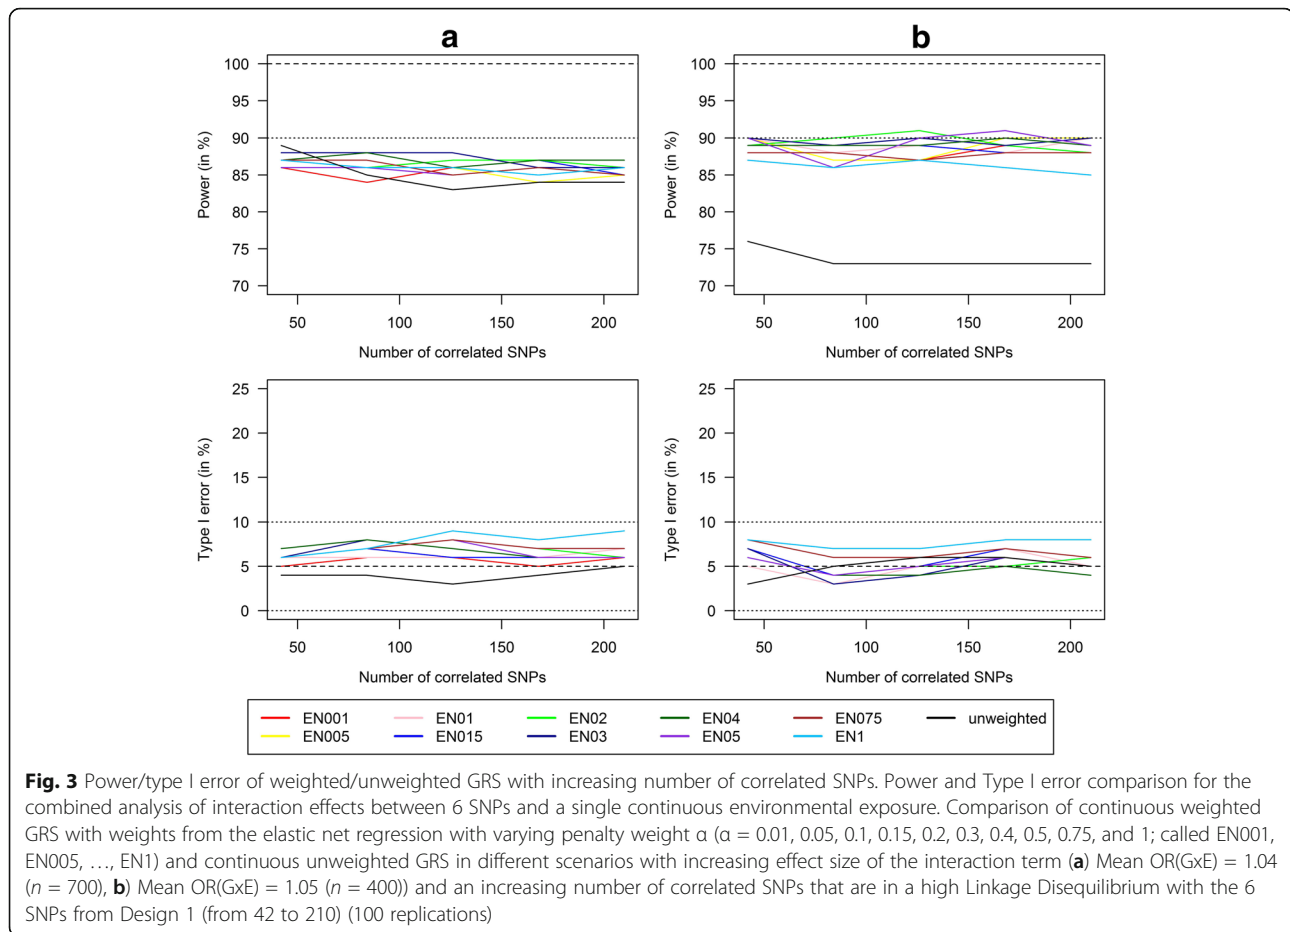 a
b
100
95
90
85
80
75
70
Power (in %)
50
100
150
200
Number of correlated SNPs
100
95
90
85
80
75
70
Power (in %)
50
100
150
200
Number of correlated SNPs
25
20
15
10
5
0
Type I error (in %)
50
100
150
200
Number of correlated SNPs
25
20
15
10
5
0
Type I error (in %)
50
100
150
200
Number of correlated SNPs
EN001 EN01 EN02 EN04 EN075 unweighted
EN005 EN015 EN03 EN05 EN1
Fig. 3 Power/type I error of weighted/unweighted GRS with increasing number of correlated SNPs. Power and Type I error comparison for the
combined analysis of interaction effects between 6 SNPs and a single continuous environmental exposure. Comparison of continuous weighted
GRS with weights from the elastic net regression with varying penalty weight α (α = 0.01, 0.05, 0.1, 0.15, 0.2, 0.3, 0.4, 0.5, 0.75, and 1; called EN001,
EN005, …, EN1) and continuous unweighted GRS in different scenarios with increasing effect size of the interaction term (a) Mean OR(GxE) = 1.04
(n = 700), b) Mean OR(GxE) = 1.05 (n = 400)) and an increasing number of correlated SNPs that are in a high Linkage Disequilibrium with the 6
SNPs from Design 1 (from 42 to 210) (100 replications)